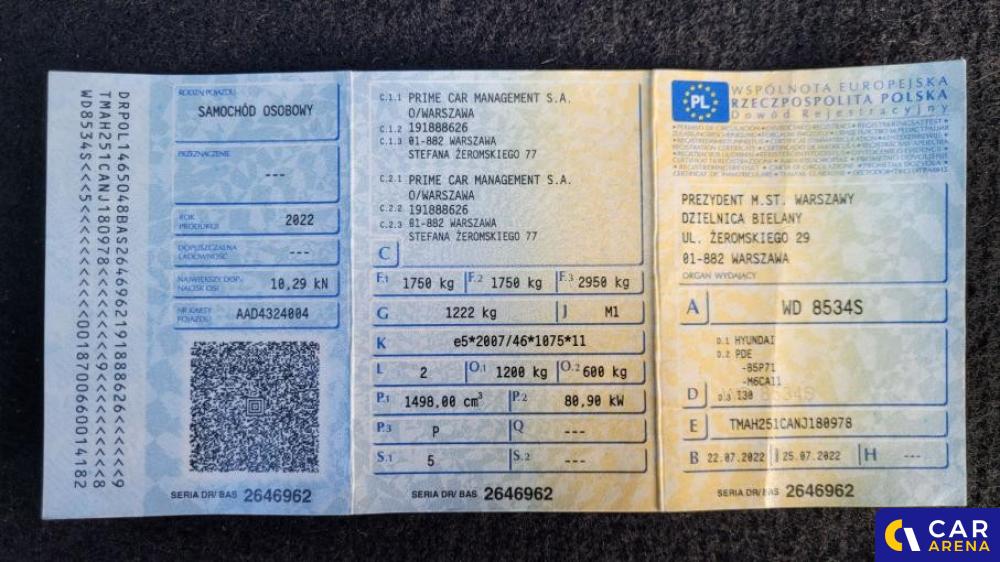 DRPOL1465048BAS2646962191888626<<<<<<9
TMAH251CANJ180978<<<<<<<<<9<<<<<<<<<8
WD8534S<<5<<<<<<<<<<<<0018700660014182
RODZAJ POJAZDU
SAMOCHÓD OSOBOWY
PRZEZNACZENIE
---
ROK PRODUKCJI
2022
DOPUSZCZALNA ŁADOWNOŚĆ
---
NAJWIĘKSZY DOP. NACISK OSI
10,29 kN
NR KARTY POJAZDU
AAD4324004
SERIA DR/ BAS 2646962
C.1.1 PRIME CAR MANAGEMENT S.A.
O/WARSZAWA
C.1.2 191888626
C.1.3 01-882 WARSZAWA
STEFANA ŻEROMSKIEGO 77
C.2.1 PRIME CAR MANAGEMENT S.A.
O/WARSZAWA
C.2.2 191888626
C.2.3 01-882 WARSZAWA
STEFANA ŻEROMSKIEGO 77
C
F.1 1750 kg F.2 1750 kg F.3 2950 kg
G 1222 kg J M1
K e5*2007/46*1075*11
L 2 O.1 1200 kg O.2 600 kg
P.1 1498,00 cm³ P.2 80,90 kW
P.3 P Q ---
S.1 5 S.2 ---
SERIA DR/ BAS 2646962
PL
WSPÓLNOTA EUROPEJSKA
RZECZPOSPOLITA POLSKA
Dowód Rejestracyjny
PREZYDENT M.ST. WARSZAWY
DZIELNICA BIELANY
UL. ŻEROMSKIEGO 29
01-882 WARSZAWA
ORGAN WYDAJĄCY
A WD 8534S
D.1 HYUNDAI
D.2 PDE
-B5P71
-M6CA11
D D.3 I30
E TMAH251CANJ180978
B 22.07.2022 I 25.07.2022 H ---
SERIA DR/BAS 2646962
CAR
ARENA